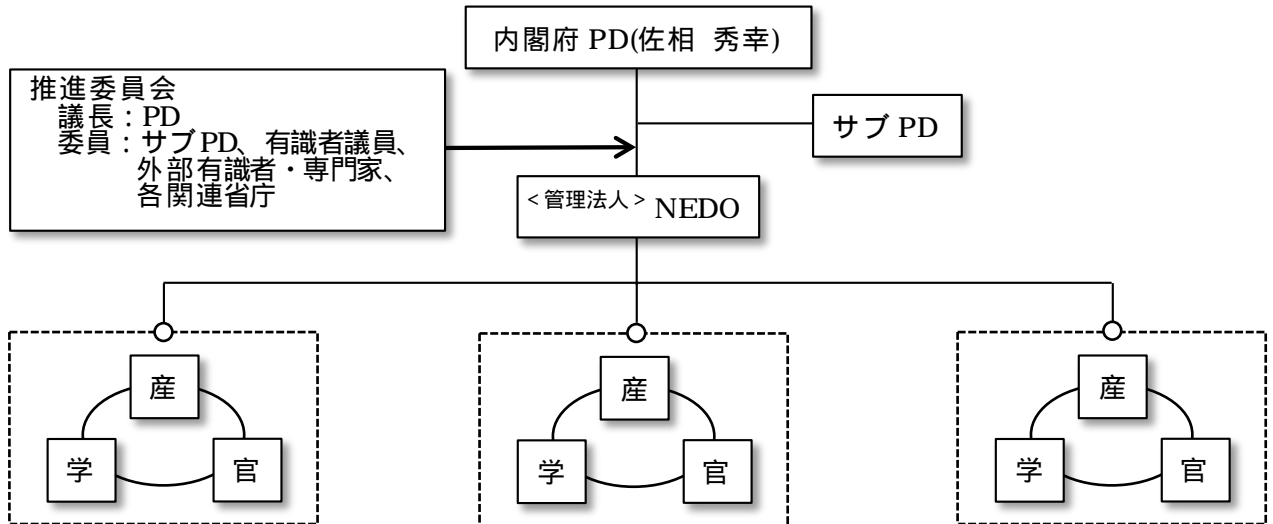 内閣府 PD(佐相 秀幸)
推進委員会
議長：PD
委員：サブPD、有識者議員、
外部有識者・専門家、
各関連省庁
サブ PD
<管理法人> NEDO
産
学
官
産
学
官
産
学
官